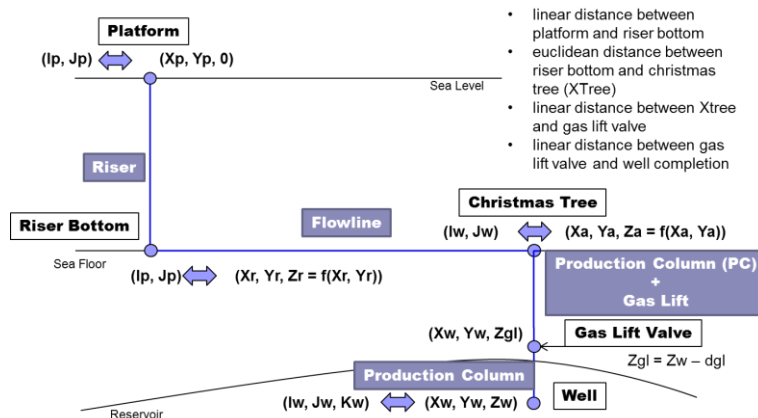 Platform
(Ip, Jp)
(Xp, Yp, 0)
Sea Level
• linear distance between
platform and riser bottom
• euclidean distance between
riser bottom and christmas
tree (XTree)
• linear distance between Xtree
and gas lift valve
• linear distance between gas
lift valve and well completion
Riser
Riser Bottom
Flowline
Christmas Tree
(Iw, Jw)
(Xa, Ya, Za = f(Xa, Ya))
Sea Floor
(Ip, Jp)
(Xr, Yr, Zr = f(Xr, Yr))
Production Column (PC)
+
Gas Lift
(Xw, Yw, Zgl)
Gas Lift Valve
Zgl = Zw – dgl
Production Column
(Iw, Jw, Kw)
(Xw, Yw, Zw)
Well
Reservoir